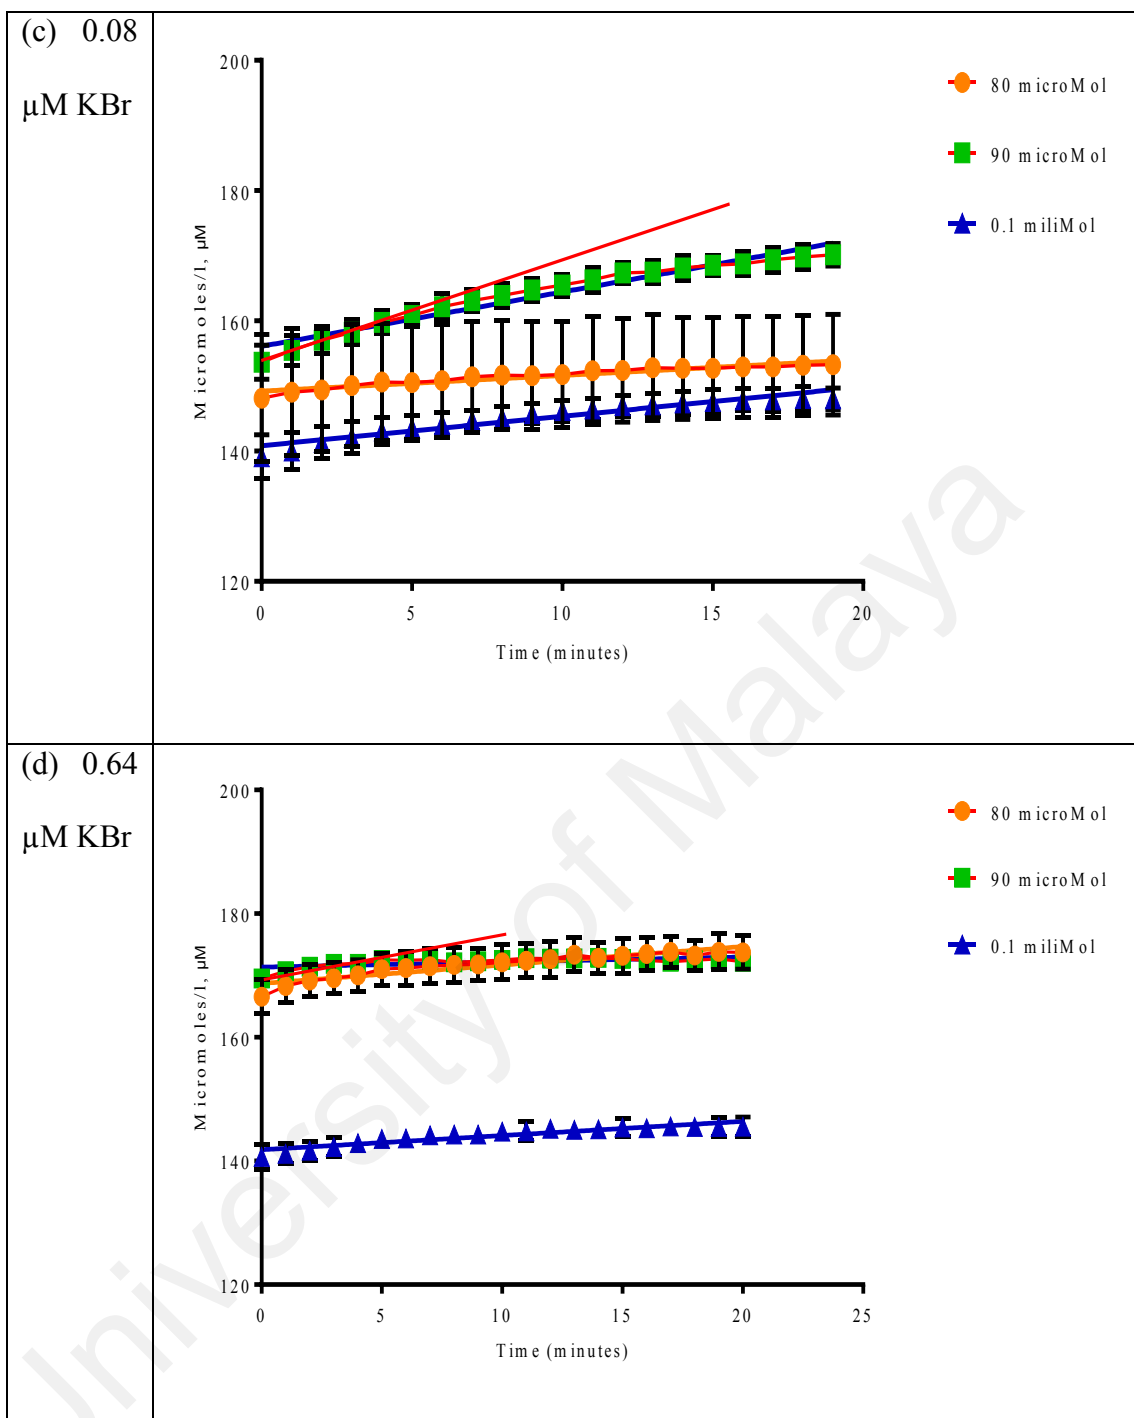 (c) 0.08
µM KBr
200
180
160
140
120
0
5
10
15
20
Micromoles/l, µM
Time (minutes)
80 microMol
90 microMol
0.1 miliMol
(d) 0.64
µM KBr
200
180
160
140
120
0
5
10
15
20
25
Micromoles/l, µM
Time (minutes)
80 microMol
90 microMol
0.1 miliMol
University of Malaya